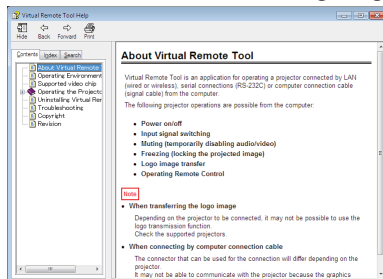 Virtual Remote Tool Help
Hide Back Forward Print
Contents Index Search
About Virtual Remote
Operating Environment
Supported video chip
Operating the Projecto
Uninstalling Virtual Rer
Troubleshooting
Copyright
Revision
About Virtual Remote Tool
Virtual Remote Tool is an application for operating a projector connected by LAN
(wired or wireless), serial connections (RS-232C) or computer connection cable
(signal cable) from the computer.
The following projector operations are possible from the computer.
• Power on/off
• Input signal switching
• Muting (temporarily disabling audio/video)
• Freezing (locking the projected image)
• Logo image transfer
• Operating Remote Control
Note
• When transferring the logo image
Depending on the projector to be connected, it may not be possible to use the
logo transmission function.
Check the supported projectors.
• When connecting by computer connection cable
The connector that can be used for the connection will differ depending on the
projector.
It may not be able to communicate with the projector because the graphics